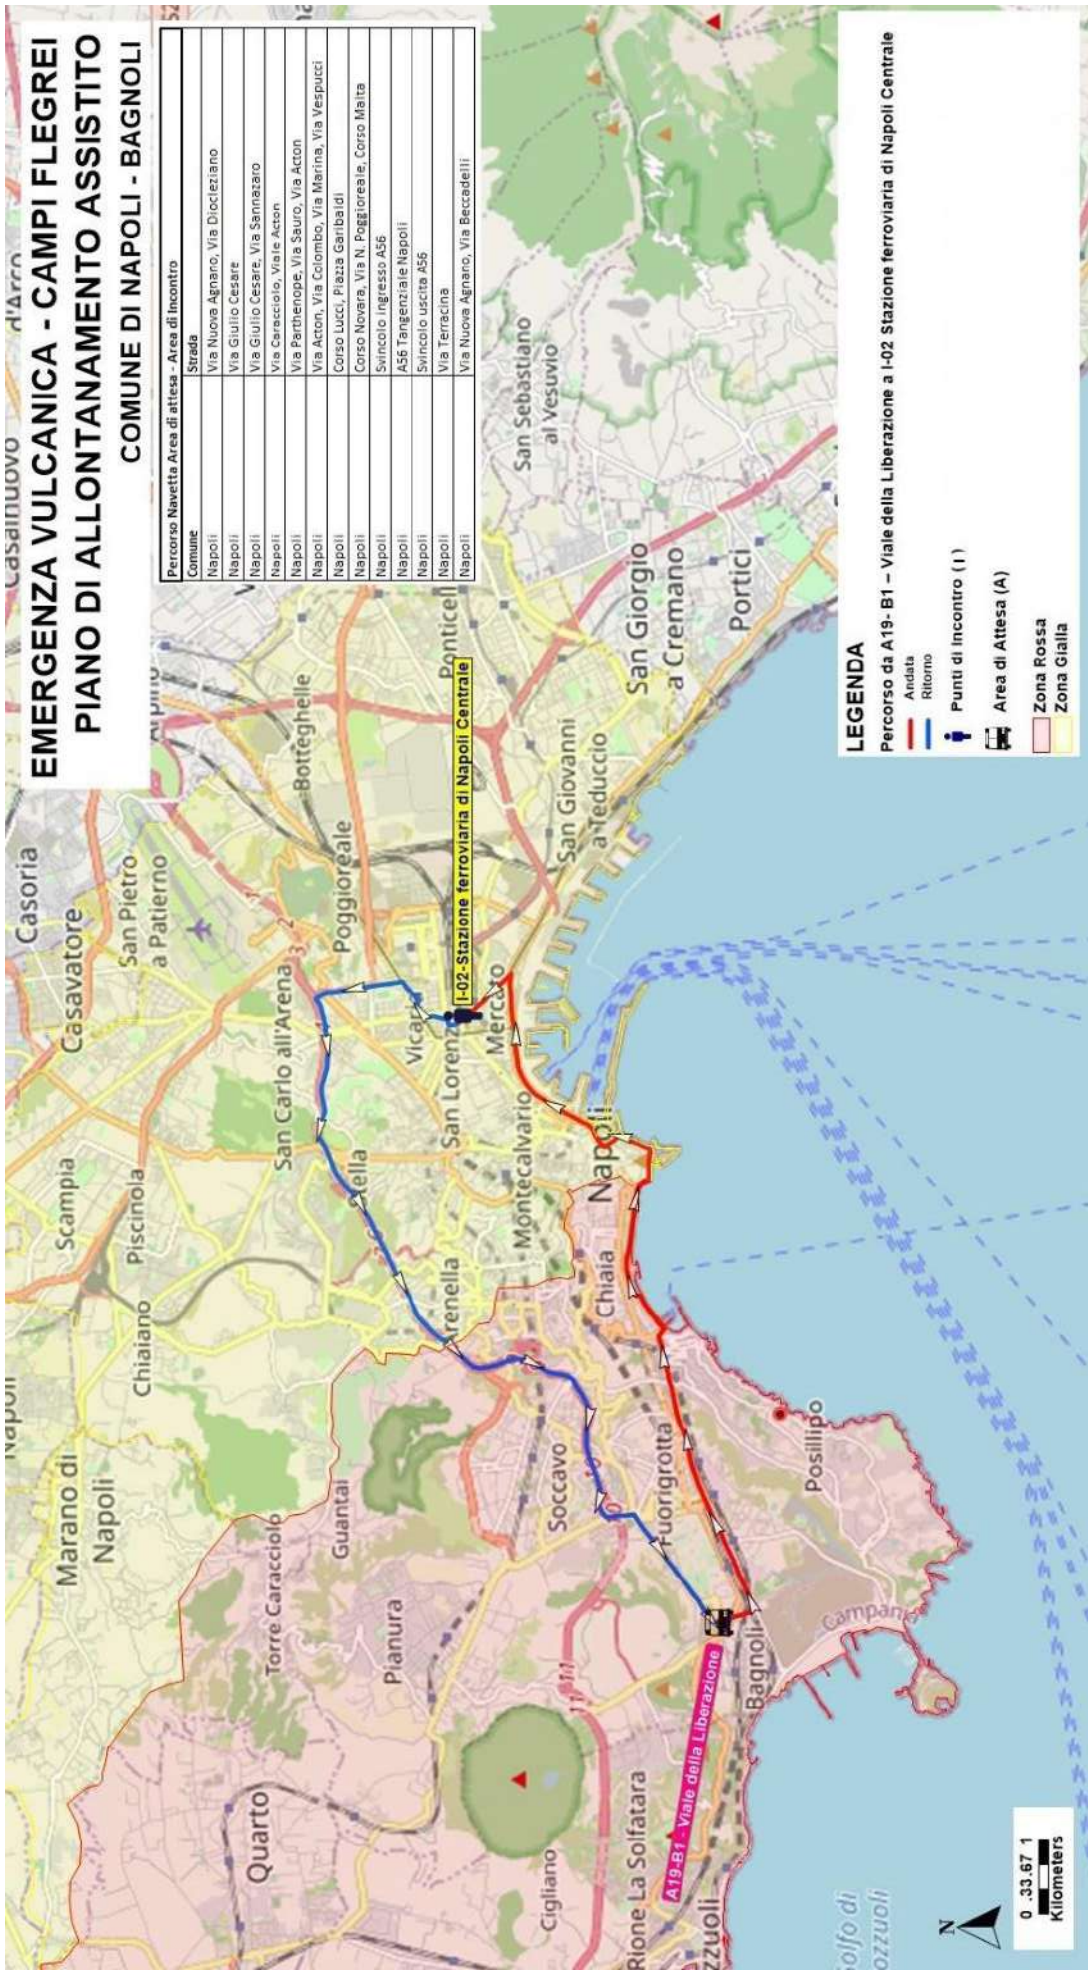 EMERGENZA VULCANICA - CAMPI FLEGREI
PIANO DI ALLONTANAMENTO ASSISTITO
COMUNE DI NAPOLI - BAGNOLI
Percorso Navetta Area di attesa - Area di Incontro
Comune Strada
Napoli Via Nuova Agnano, Via Diocleziano
Napoli Via Giulio Cesare
Napoli Via Giulio Cesare, Via Sannazaro
Napoli Via Caracciolo, Viale Acton
Napoli Via Parthenope, Via Sauro, Via Acton
Napoli Via Acton, Via Colombo, Via Marina, Via Vespucci
Napoli Corso Lucci, Piazza Garibaldi
Napoli Corso Novara, Via N. Poggioreale, Corso Malta
Napoli Svincolo ingresso A56
Napoli A56 Tangenziale Napoli
Napoli Svincolo uscita A56
Napoli Via Terracina
Napoli Via Nuova Agnano, Via Beccadelli
Casalnuovo
d'Arco
Casoria
Casavatore
San Pietro
a Patierno
Arpino
Botteghelle
Poggioreale
Ponticelli
Scampia
Piscinola
Chiaiano
Marano di
Napoli
San Carlo all'Arena
Stella
Vicaria
San Lorenzo
Mercato
Montecalvario
Arenella
Napoli
Chiaia
I-02-Stazione ferroviaria di Napoli Centrale
San Giovanni
a Teduccio
San Giorgio
a Cremano
Portici
San Sebastiano
al Vesuvio
Guantai
Torre Caracciolo
Pianura
Soccavo
Fuorigrotta
Posillipo
Bagnoli
Campania
Quarto
Cigliano
Rione La Solfatara
A19-B1 - Viale della Liberazione
1
2
3
10
11
11
LEGENDA
Percorso da A19- B1 – Viale della Liberazione a I-02 Stazione ferroviaria di Napoli Centrale
Andata
Ritorno
Punti di Incontro ( I )
Area di Attesa (A)
Zona Rossa
Zona Gialla
N
0 .33.67 1
Kilometers